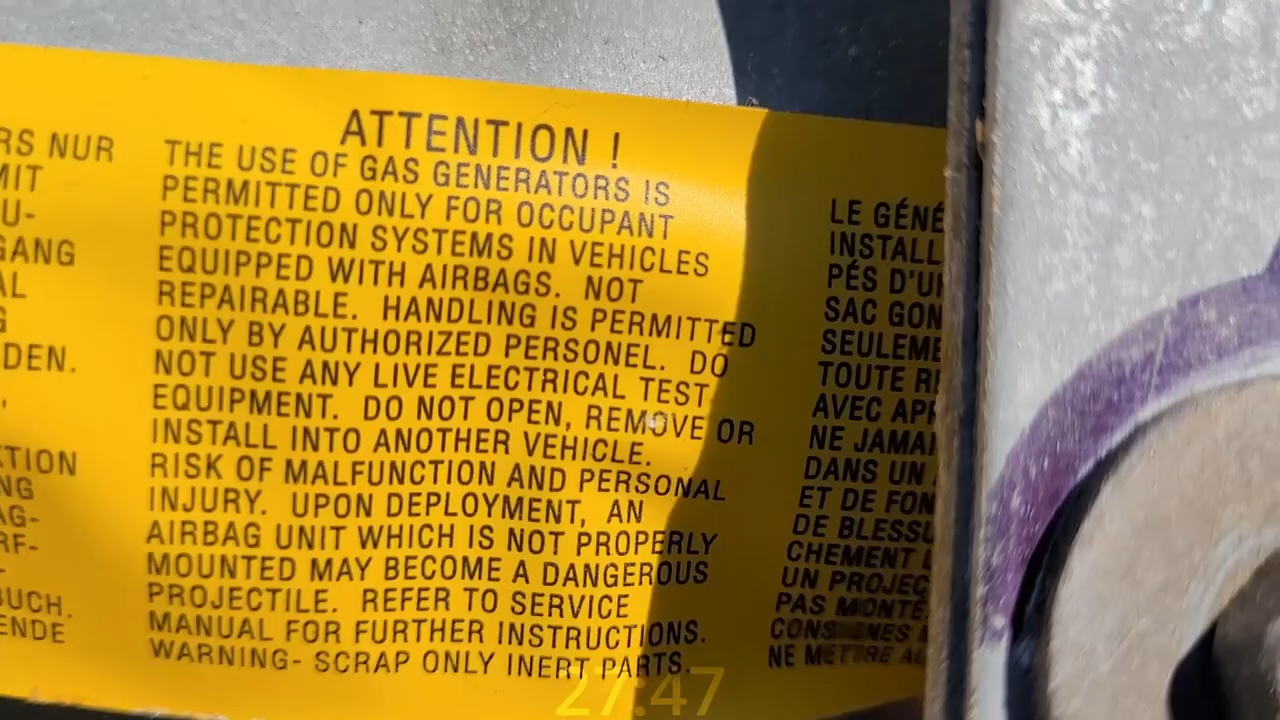 RS NUR
MIT
U-
GANG
AL
G
DEN.
KTION
NG
AG-
RF-
BUCH.
ENDE
ATTENTION !
THE USE OF GAS GENERATORS IS
PERMITTED ONLY FOR OCCUPANT
PROTECTION SYSTEMS IN VEHICLES
EQUIPPED WITH AIRBAGS. NOT
REPAIRABLE. HANDLING IS PERMITTED
ONLY BY AUTHORIZED PERSONEL. DO
NOT USE ANY LIVE ELECTRICAL TEST
EQUIPMENT. DO NOT OPEN, REMOVE OR
INSTALL INTO ANOTHER VEHICLE.
RISK OF MALFUNCTION AND PERSONAL
INJURY. UPON DEPLOYMENT, AN
AIRBAG UNIT WHICH IS NOT PROPERLY
MOUNTED MAY BECOME A DANGEROUS
PROJECTILE. REFER TO SERVICE
MANUAL FOR FURTHER INSTRUCTIONS.
WARNING- SCRAP ONLY INERT PARTS.
LE GÉNÉ
INSTALL
PÉS D'U
SAC GON
SEULEME
TOUTE R
AVEC APP
NE JAMAI
DANS UN
ET DE FON
DE BLESSU
CHEMENT
UN PROJEC
PAS MONTÉ
CONSIGNES
NE METTRE AU
27:47